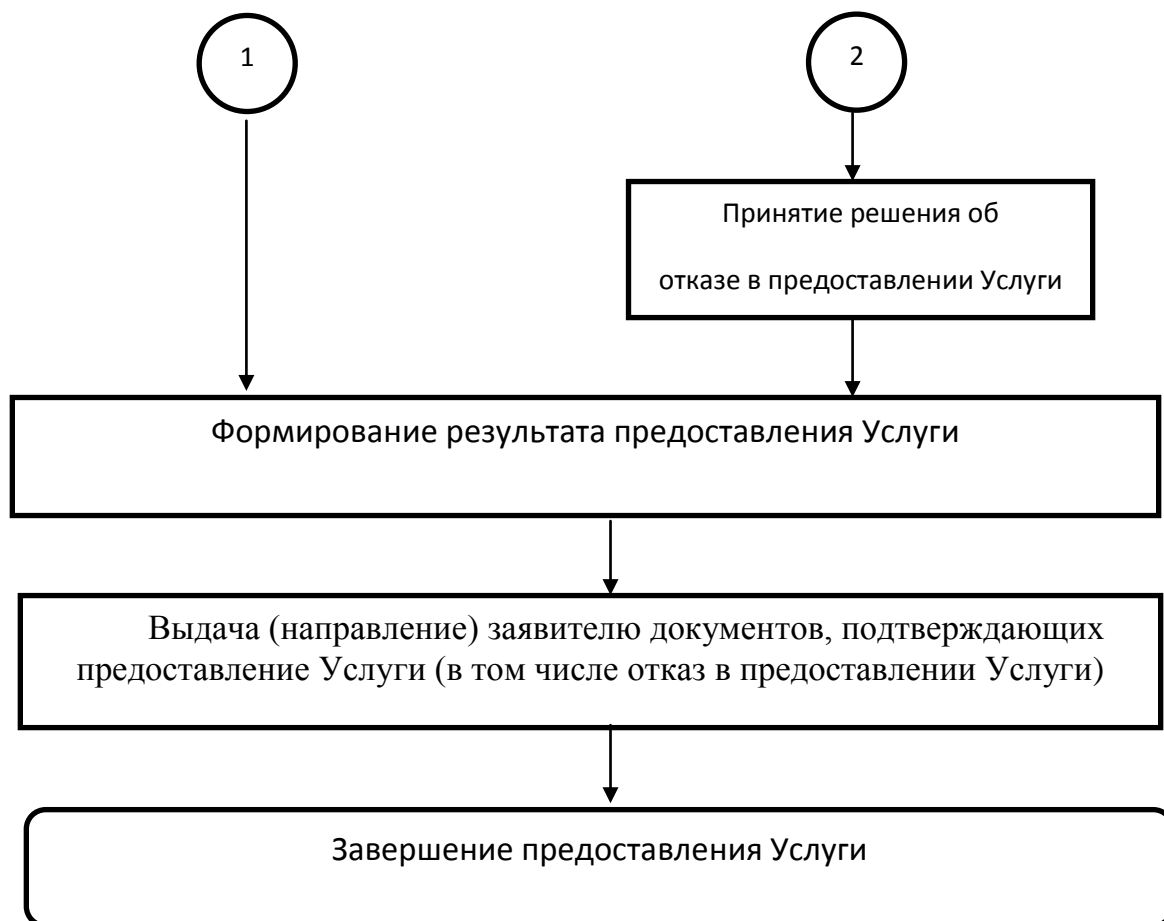 1
2
Принятие решения об
отказе в предоставлении Услуги
Формирование результата предоставления Услуги
Выдача (направление) заявителю документов, подтверждающих
предоставление Услуги (в том числе отказ в предоставлении Услуги)
Завершение предоставления Услуги